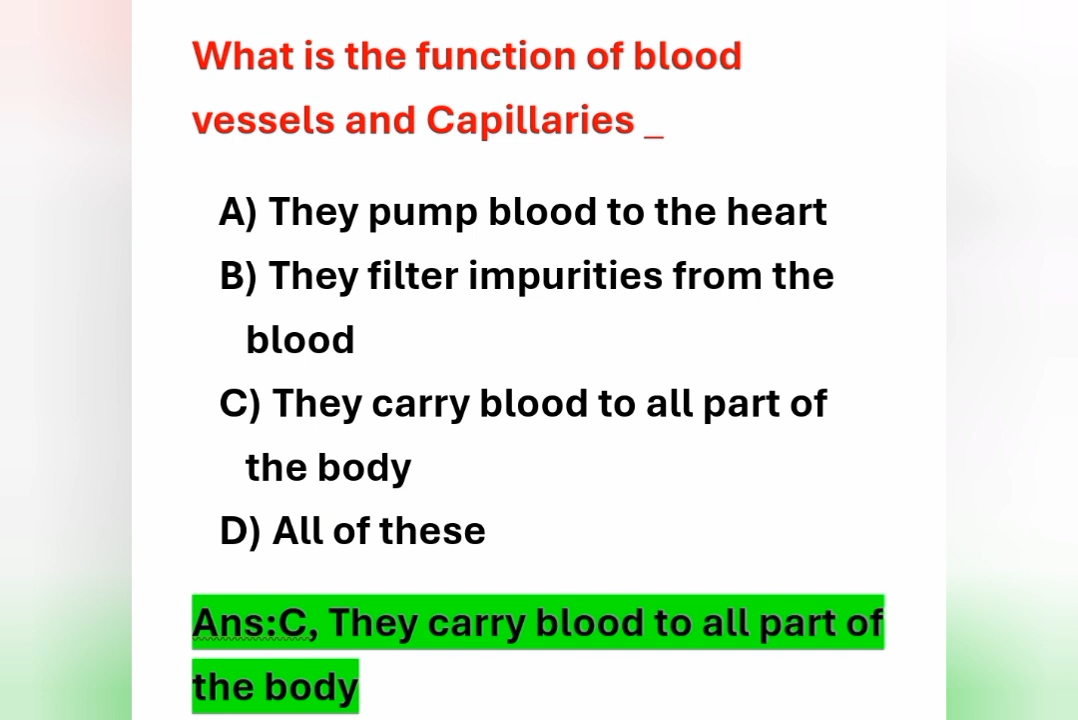 What is the function of blood
vessels and Capillaries _
A) They pump blood to the heart
B) They filter impurities from the
blood
C) They carry blood to all part of
the body
D) All of these
Ans:C, They carry blood to all part of
the body